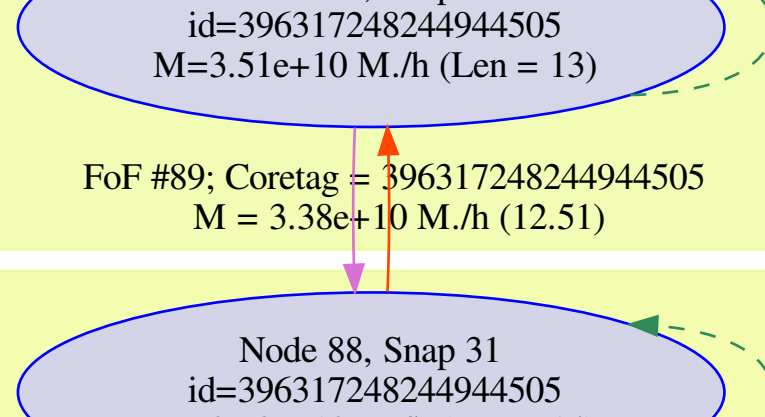 id=396317248244944505
M=3.51e+10 M./h (Len = 13)
FoF #89; Coretag = 396317248244944505
M = 3.38e+10 M./h (12.51)
Node 88, Snap 31
id=396317248244944505